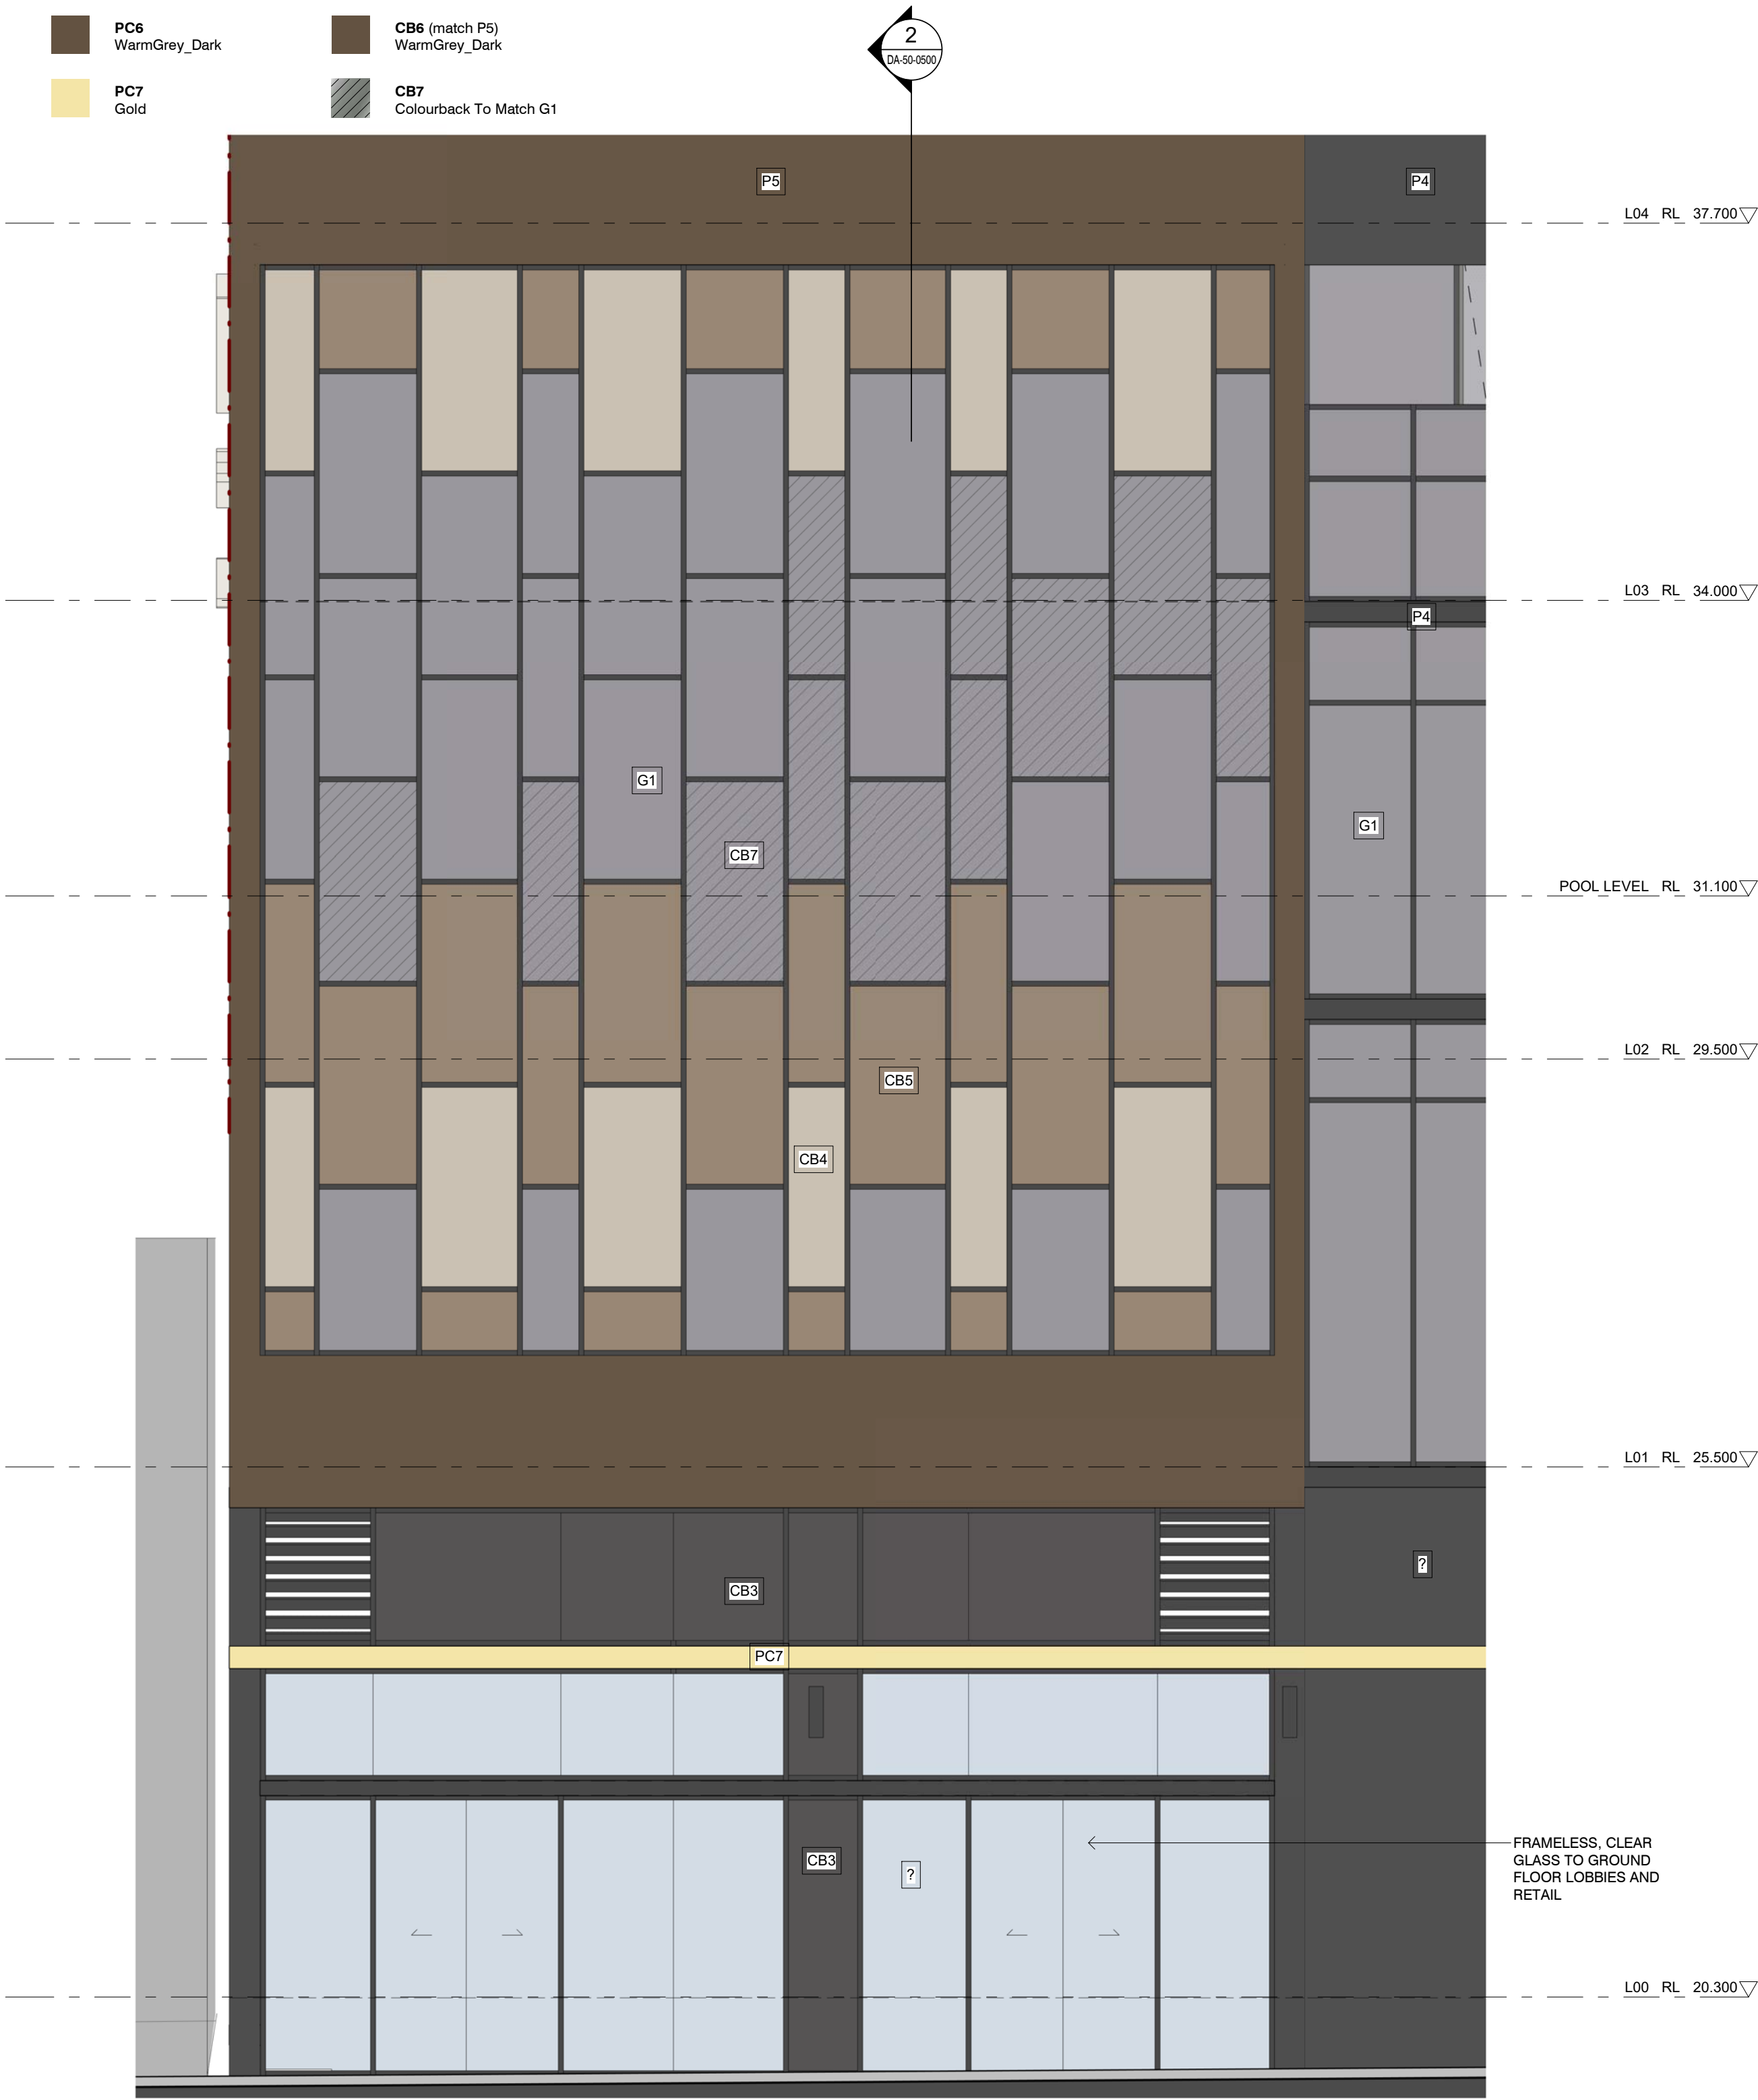 PC6
WarmGrey_Dark
CB6 (match P5)
WarmGrey_Dark
2
DA-50-0500
PC7
Gold
CB7
Colourback To Match G1
P5
P4
L04 RL 37.700
L03 RL 34.000
P4
G1
G1
CB7
POOL LEVEL RL 31.100
L02 RL 29.500
CB5
CB4
L01 RL 25.500
?
CB3
PC7
FRAMELESS, CLEAR
GLASS TO GROUND
FLOOR LOBBIES AND
RETAIL
CB3
?
L00 RL 20.300